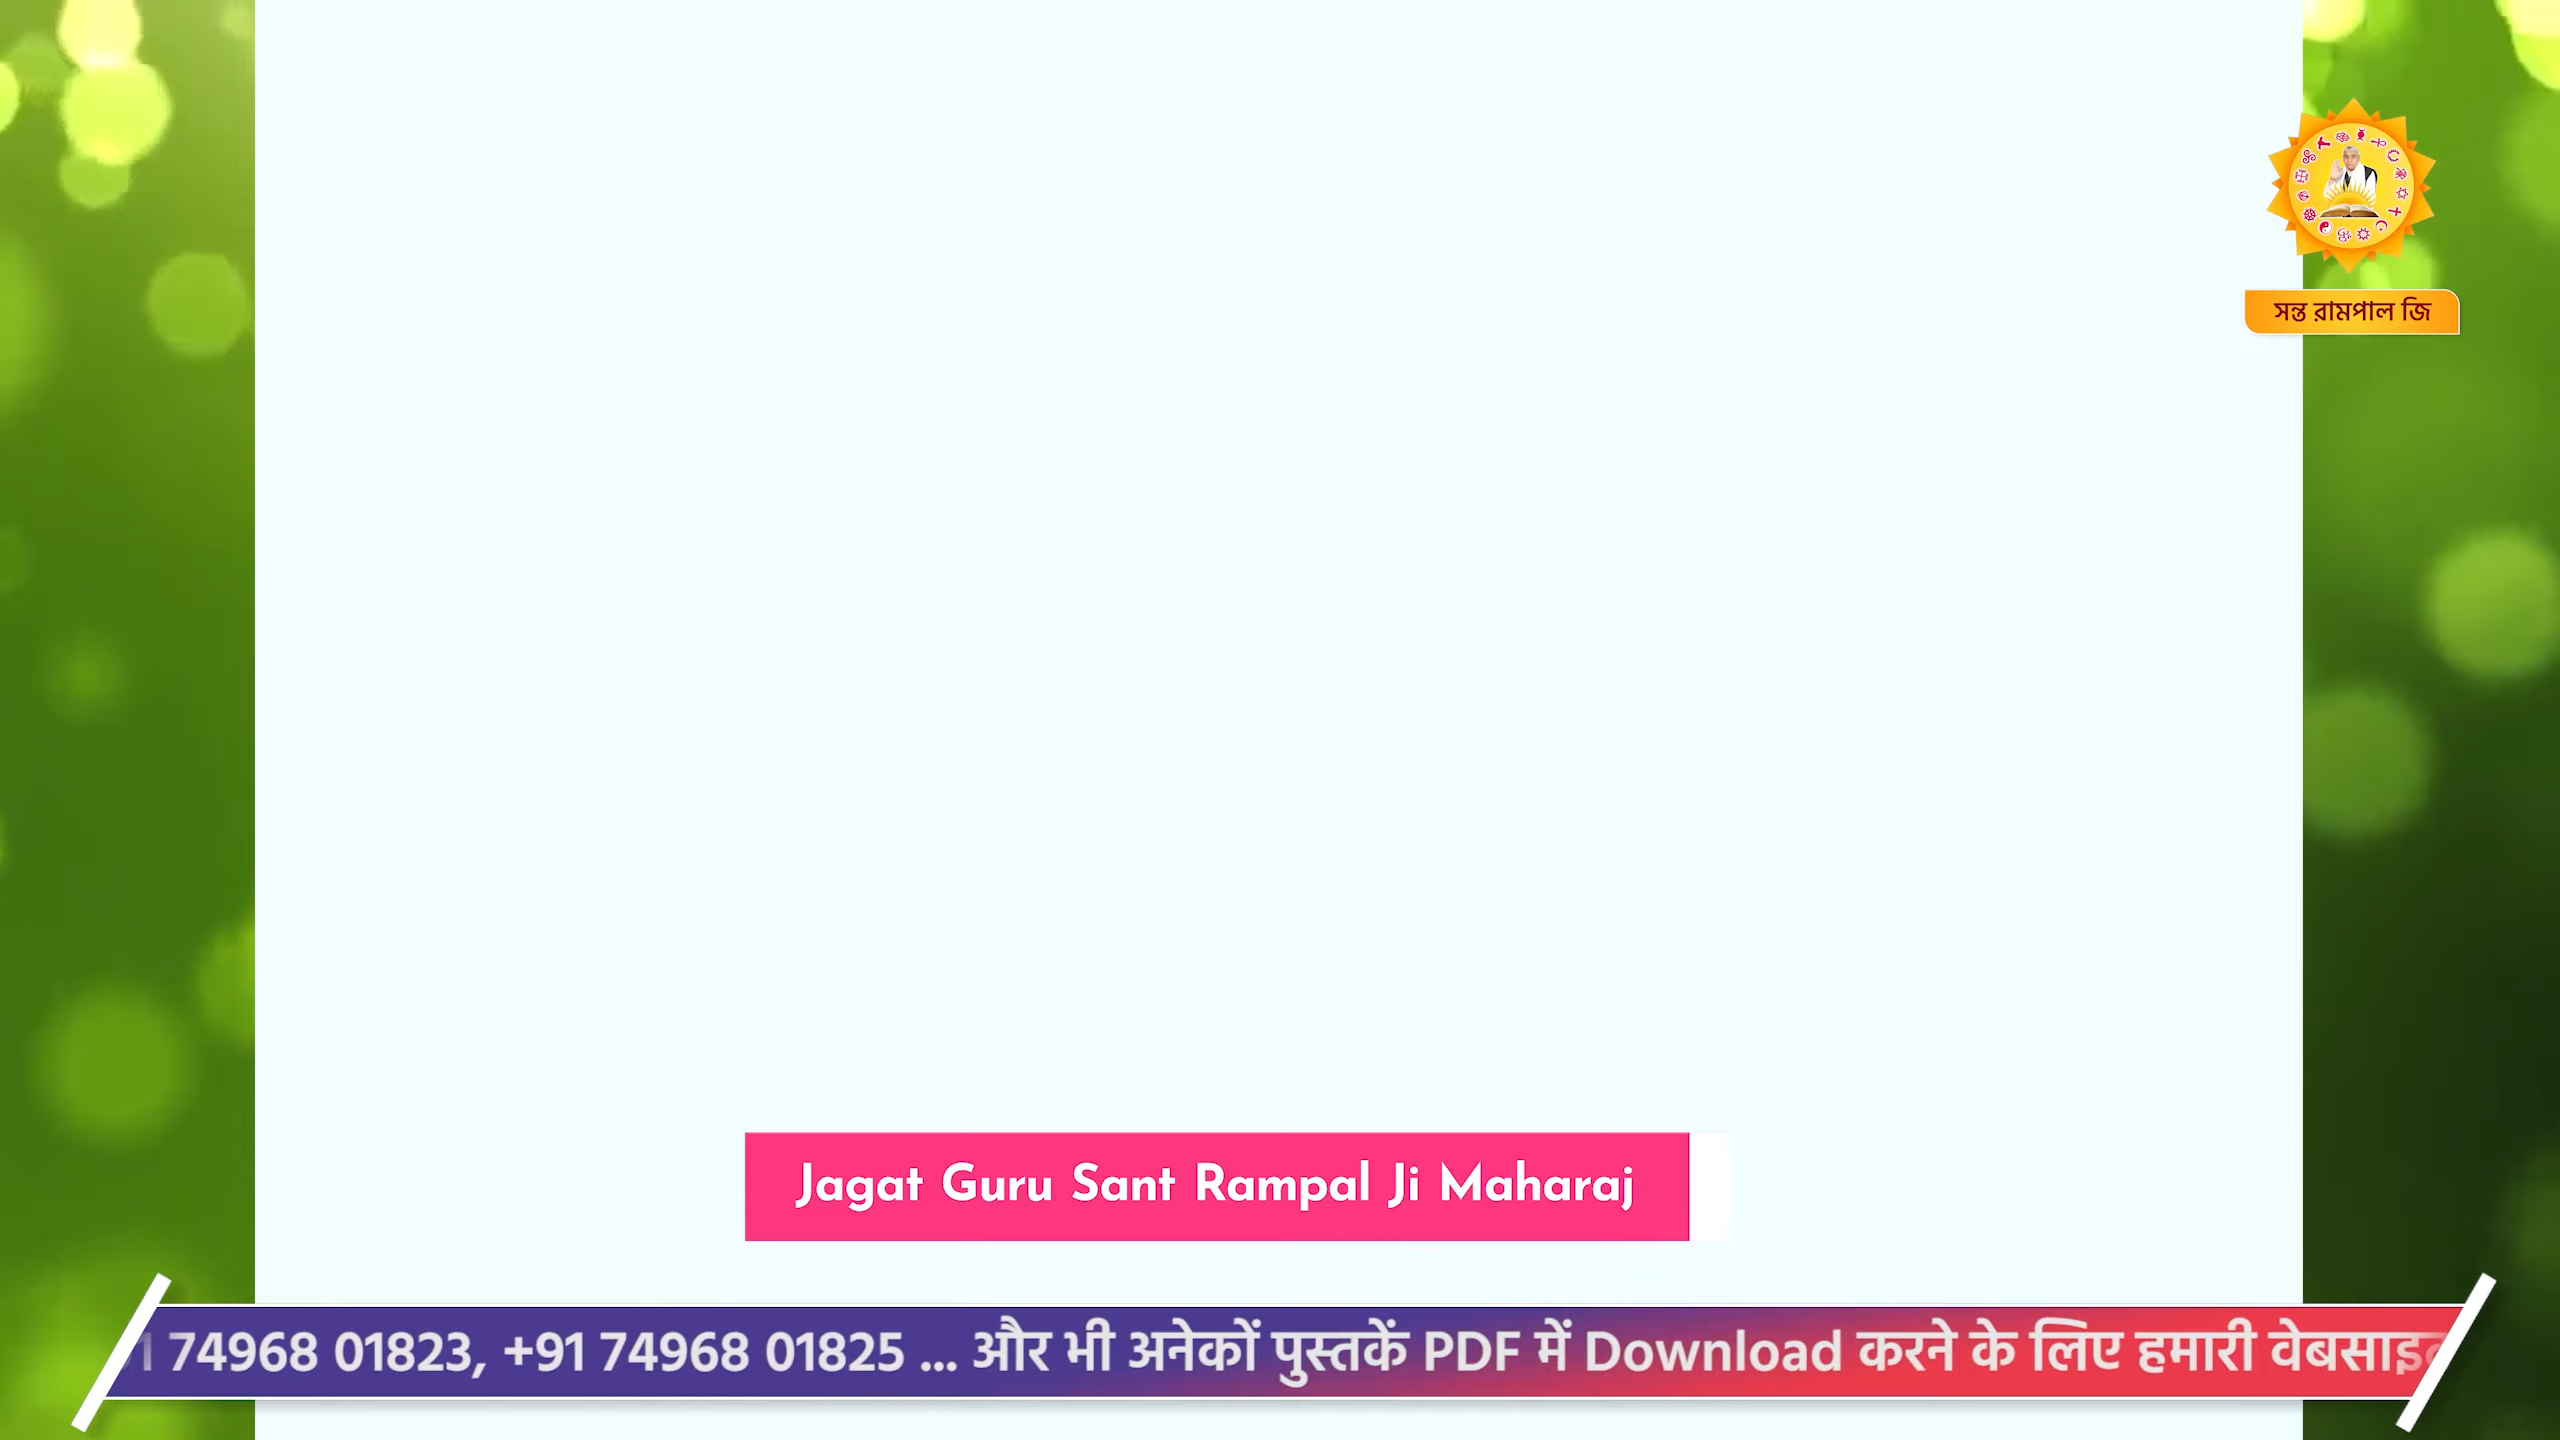 সন্ত রামপাল জি
Jagat Guru Sant Rampal Ji Maharaj
74968 01823, +91 74968 01825 ... और भी अनेकों पुस्तकें PDF में Download करने के लिए हमारी